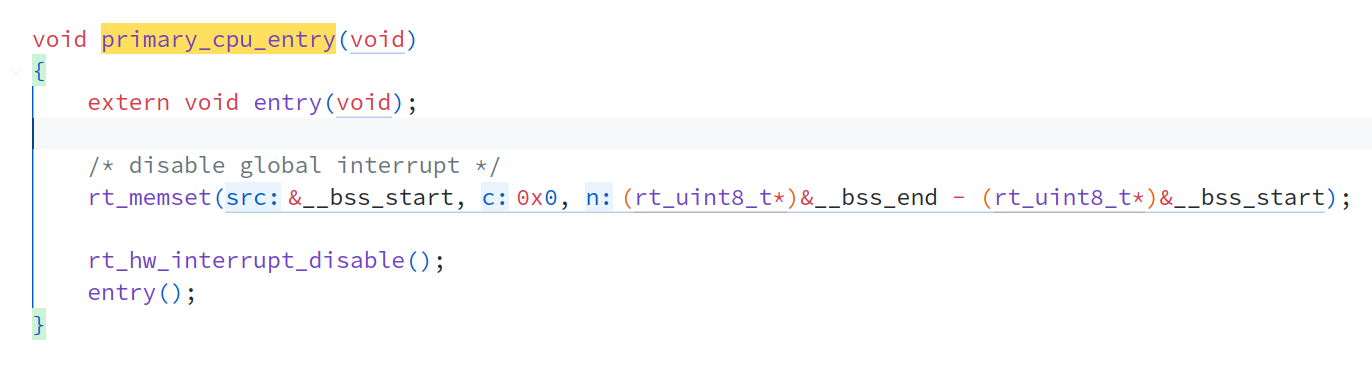 void primary_cpu_entry(void)
{
    extern void entry(void);

    /* disable global interrupt */
    rt_memset(src: &__bss_start, c: 0x0, n: (rt_uint8_t*)&__bss_end - (rt_uint8_t*)&__bss_start);

    rt_hw_interrupt_disable();
    entry();
}